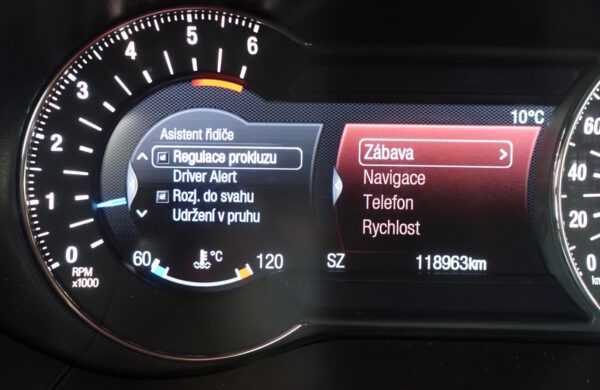 6
5
4
3
2
1
0
RPM
x1000
Asistent řidiče
Regulace prokluzu
Driver Alert
Rozj. do svahu
Udržení v pruhu
60 °C 120
10°C
Zábava >
Navigace
Telefon
Rychlost
SZ 118963km
60
40
20
0